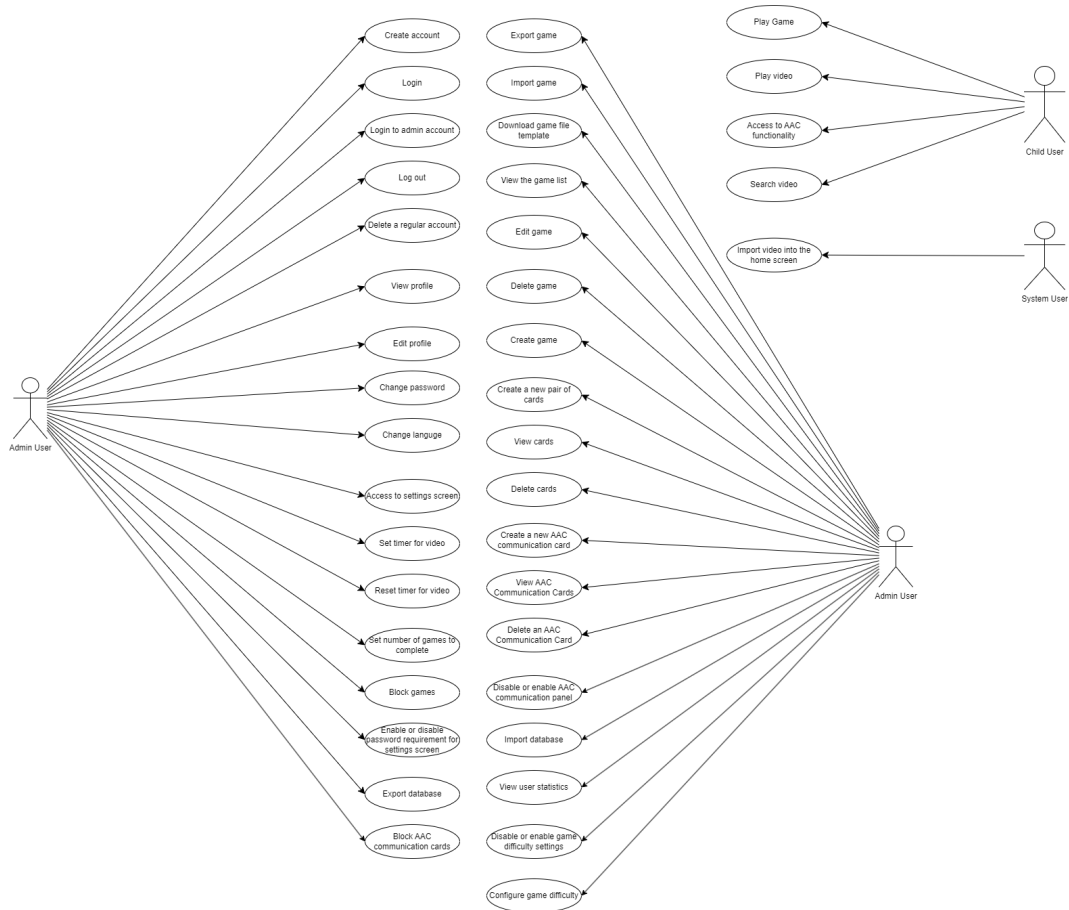 Create account
Login
Login to admin account
Log out
Delete a regular account
View profile
Edit profile
Change password
Change languge
Access to settings screen
Set timer for video
Reset timer for video
Set number of games to
complete
Block games
Enable or disable
password requirement for
settings screen
Export database
Block AAC
communication cards
Admin User
Export game
Import game
Download game file
template
View the game list
Edit game
Delete game
Create game
Create a new pair of
cards
View cards
Delete cards
Create a new AAC
communication card
View AAC
Communication Cards
Delete an AAC
Communication Card
Disable or enable AAC
communication panel
Import database
View user statistics
Disable or enable game
difficulty settings
Configure game difficulty
Admin User
Play Game
Play video
Access to AAC
functionality
Search video
Child User
Import video into the
home screen
System User